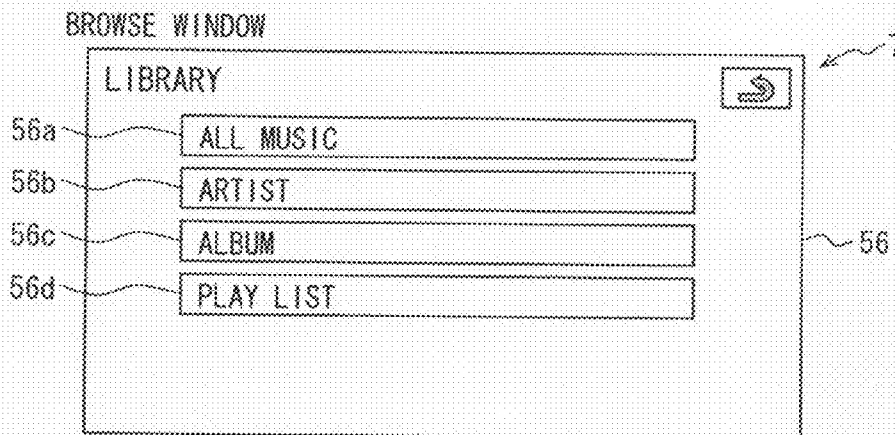 BROWSE WINDOW
LIBRARY
56a ALL MUSIC
56b ARTIST
56c ALBUM
56 
56d PLAY LIST